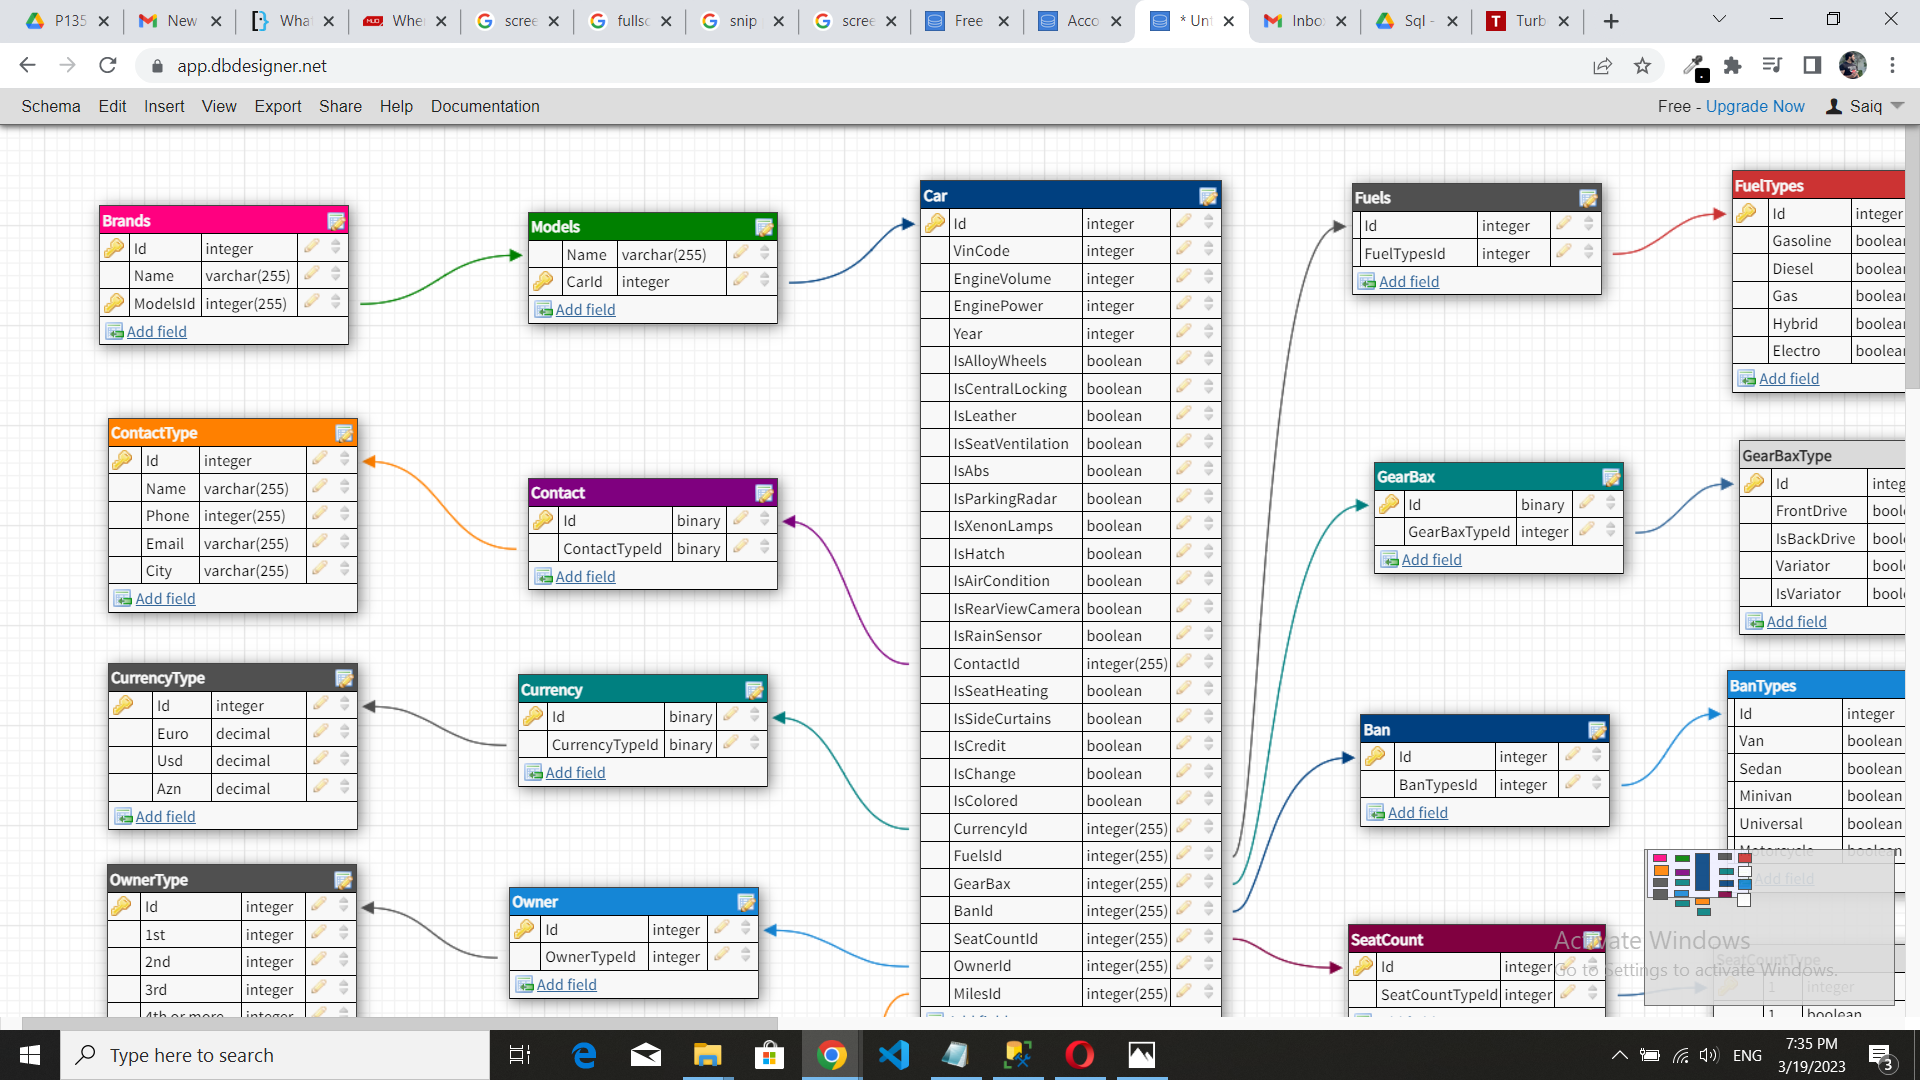 P135
New
What
Whe
scree
fullsc
snip
scree
Free
Acco
* Unt
Inbo
Sql -
Turb
app.dbdesigner.net
Schema Edit Insert View Export Share Help Documentation
Free - Upgrade Now Saiq
Brands
Id integer
Name varchar(255)
ModelsId integer(255)
Add field
Models
Name varchar(255)
CarId integer
Add field
Car
Id integer
VinCode integer
EngineVolume integer
EnginePower integer
Year integer
IsAlloyWheels boolean
IsCentralLocking boolean
IsLeather boolean
IsSeatVentilation boolean
IsAbs boolean
IsParkingRadar boolean
IsXenonLamps boolean
IsHatch boolean
IsAirCondition boolean
IsRearViewCamera boolean
IsRainSensor boolean
ContactId integer(255)
IsSeatHeating boolean
IsSideCurtains boolean
IsCredit boolean
IsChange boolean
IsColored boolean
CurrencyId integer(255)
FuelsId integer(255)
GearBax integer(255)
BanId integer(255)
SeatCountId integer(255)
OwnerId integer(255)
MilesId integer(255)
Fuels
Id integer
FuelTypesId integer
Add field
FuelTypes
Id integer
Gasoline boolea
Diesel boolea
Gas boolea
Hybrid boolea
Electro boolea
Add field
ContactType
Id integer
Name varchar(255)
Phone integer(255)
Email varchar(255)
City varchar(255)
Add field
Contact
Id binary
ContactTypeId binary
Add field
GearBax
Id binary
GearBaxTypeId integer
Add field
GearBaxType
Id integ
FrontDrive bool
IsBackDrive bool
Variator bool
IsVariator bool
Add field
CurrencyType
Id integer
Euro decimal
Usd decimal
Azn decimal
Add field
Currency
Id binary
CurrencyTypeId binary
Add field
Ban
Id integer
BanTypesId integer
Add field
BanTypes
Id integer
Van boolean
Sedan boolean
Minivan boolean
Universal boolean
Motorcycle boolean
Add field
OwnerType
Id integer
1st integer
2nd integer
3rd integer
4th or more integer
Owner
Id integer
OwnerTypeId integer
Add field
SeatCount
Id integer
SeatCountTypeId integer
SeatCountType
1 integer
1 boolean
Activate Windows
Go to Settings to activate Windows.
Type here to search
ENG
7:35 PM
3/19/2023
3